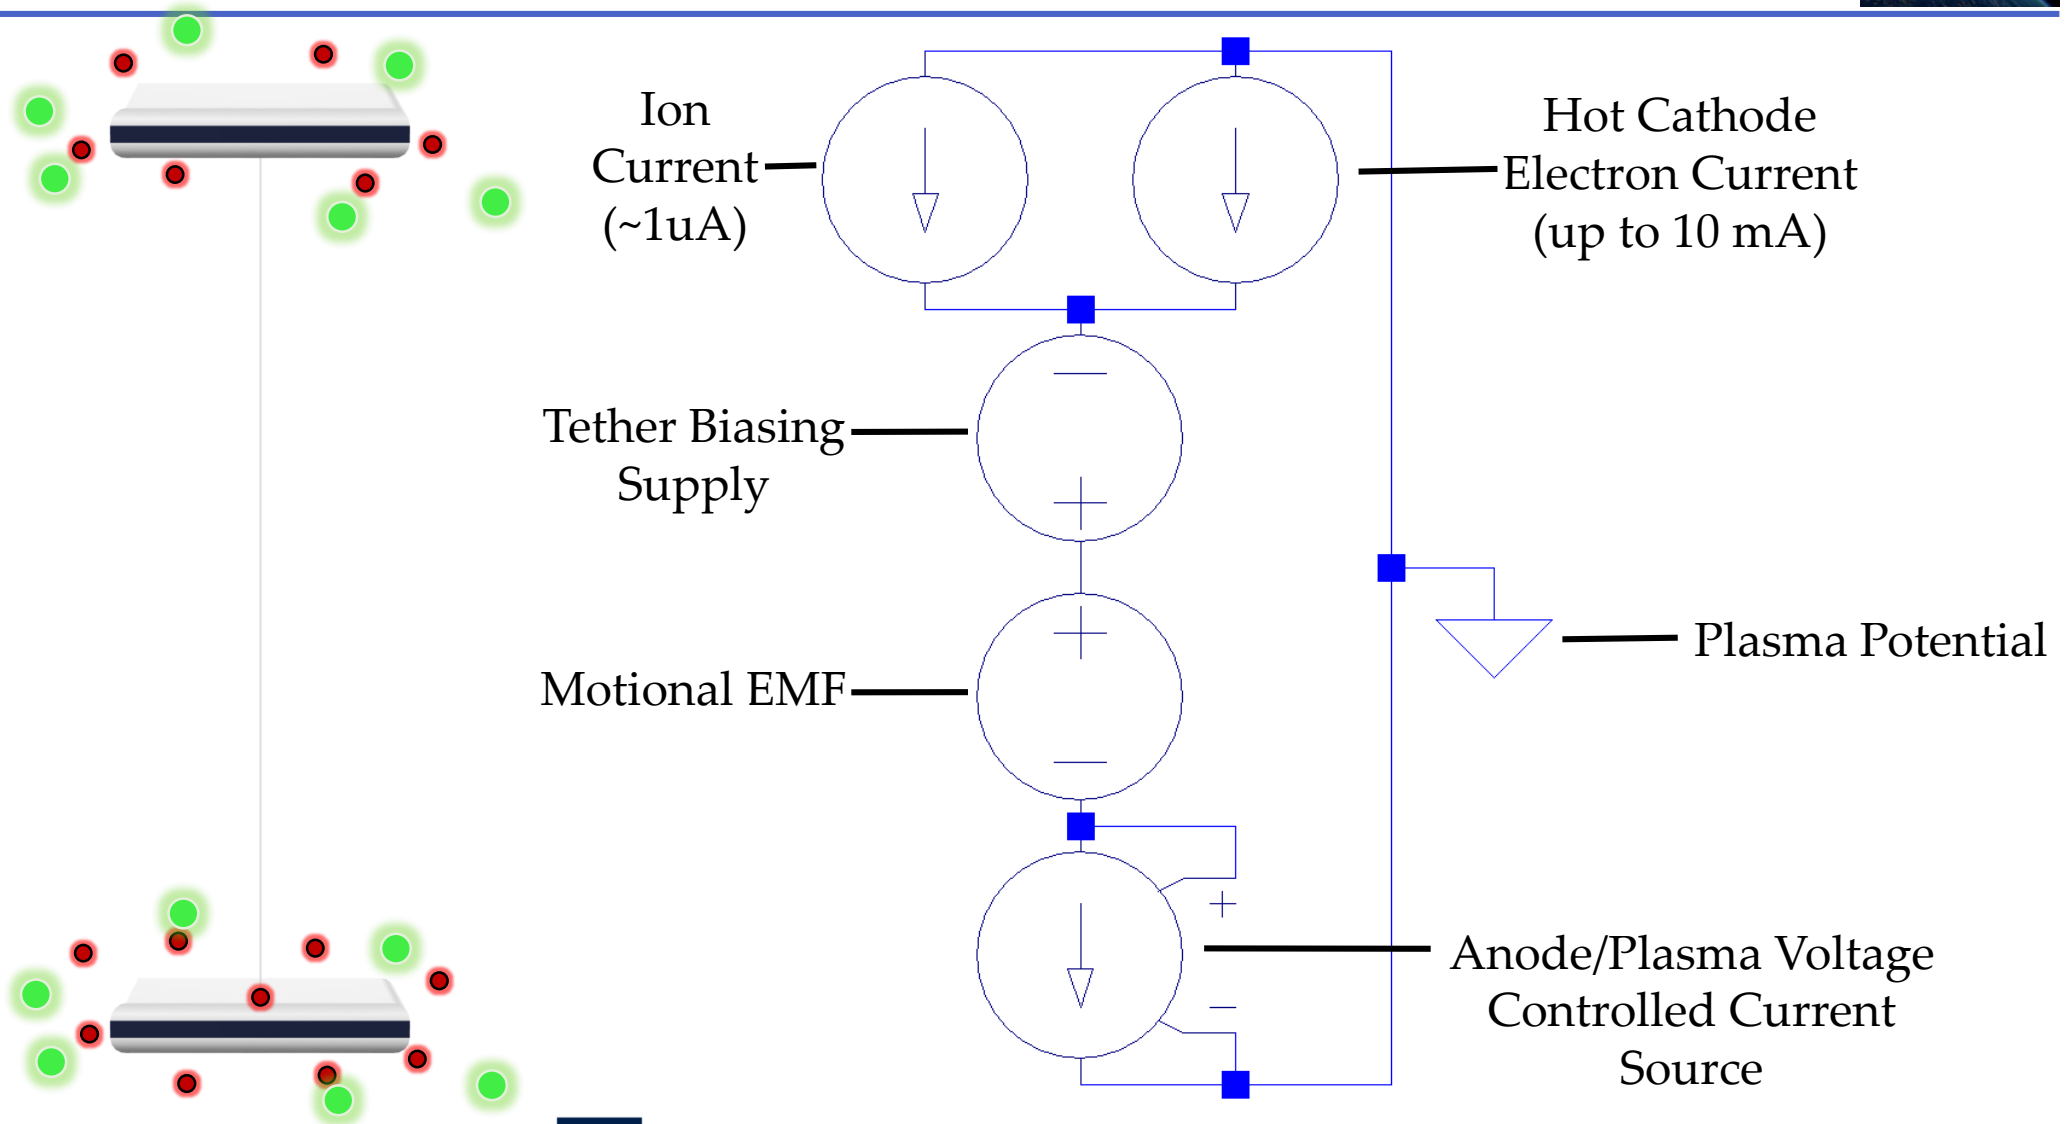 Ion
Current
(~1uA)
Hot Cathode
Electron Current
(up to 10 mA)
Tether Biasing
Supply
Motional EMF
Plasma Potential
Anode/Plasma Voltage
Controlled Current
Source